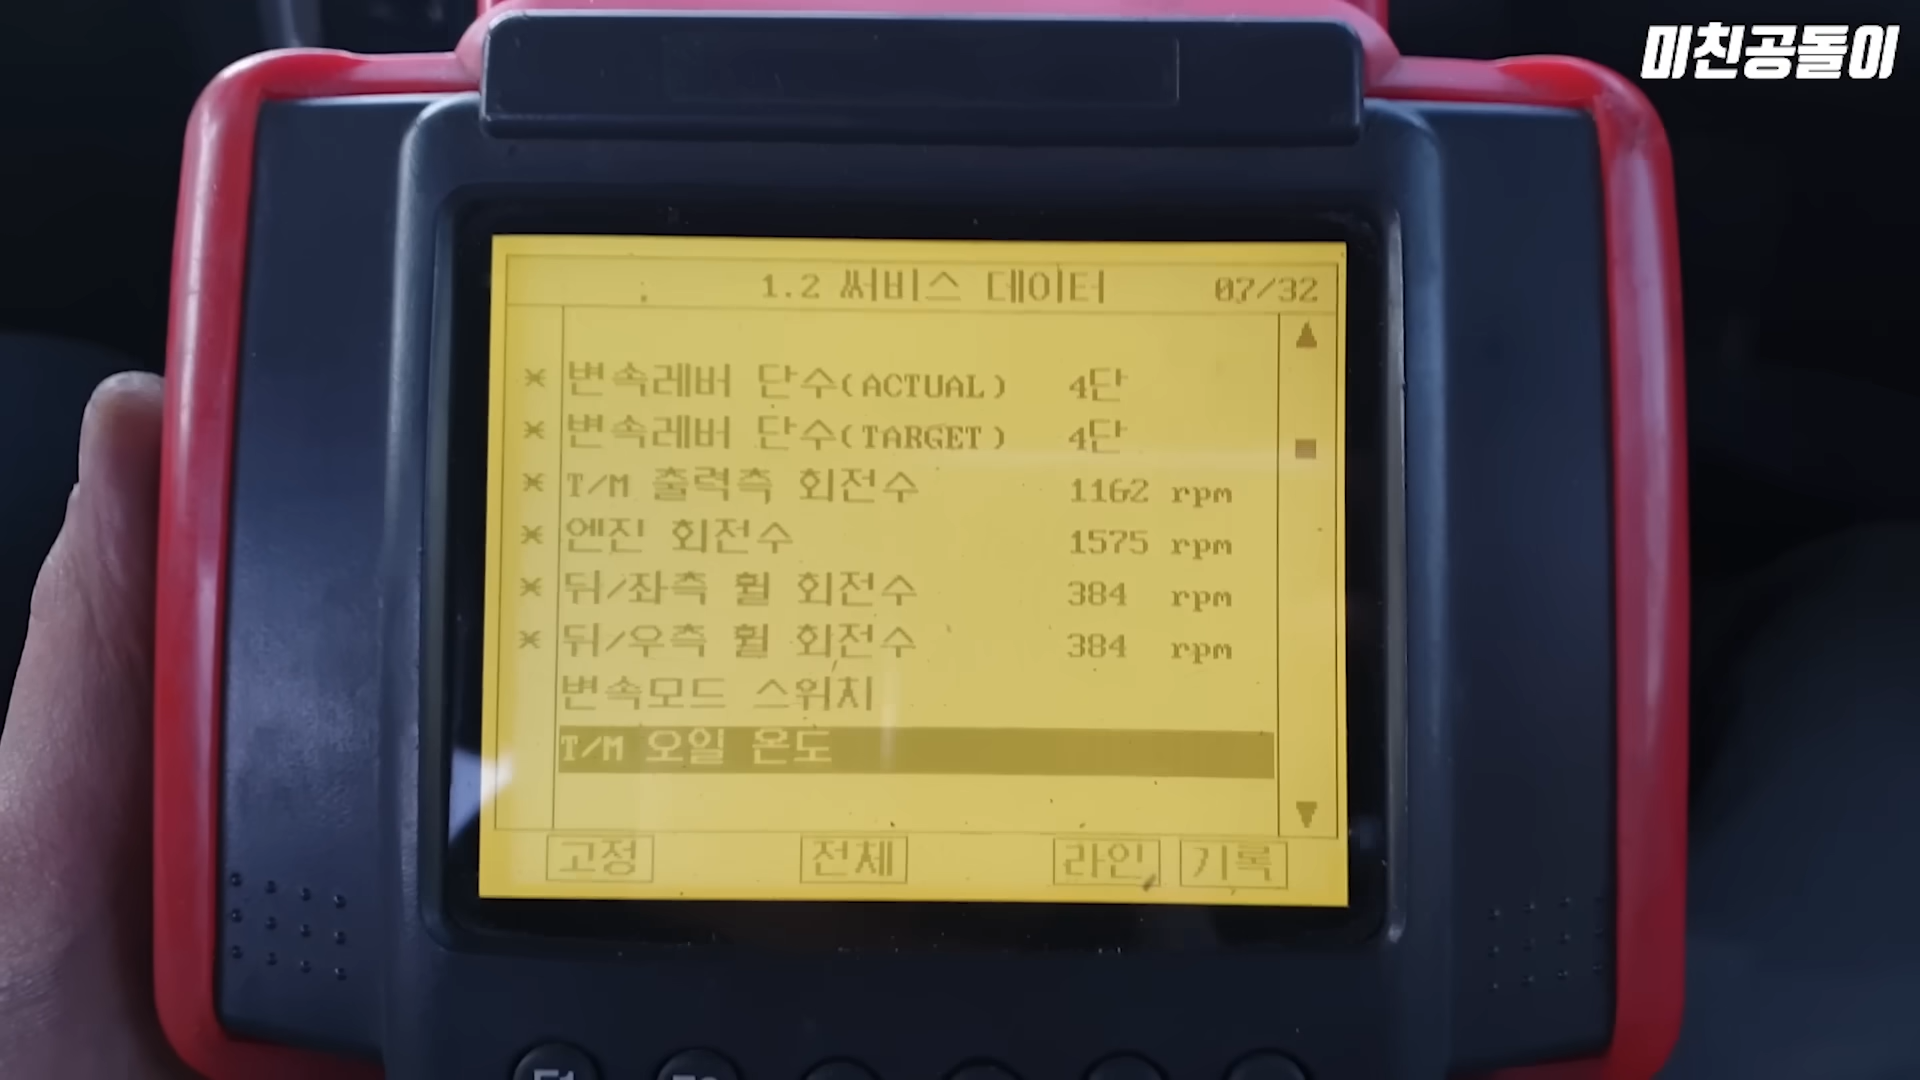 미친공돌이
1.2 써비스 데이터 07/32
* 변속레버 단수(ACTUAL) 4단
* 변속레버 단수(TARGET) 4단
* T/M 출력측 회전수 1162 rpm
* 엔진 회전수 1575 rpm
* 뒤/좌측 휠 회전수 384 rpm
* 뒤/우측 휠 회전수 384 rpm
변속모드 스위치
T/M 오일 온도
고정 전체 라인 기록
F1